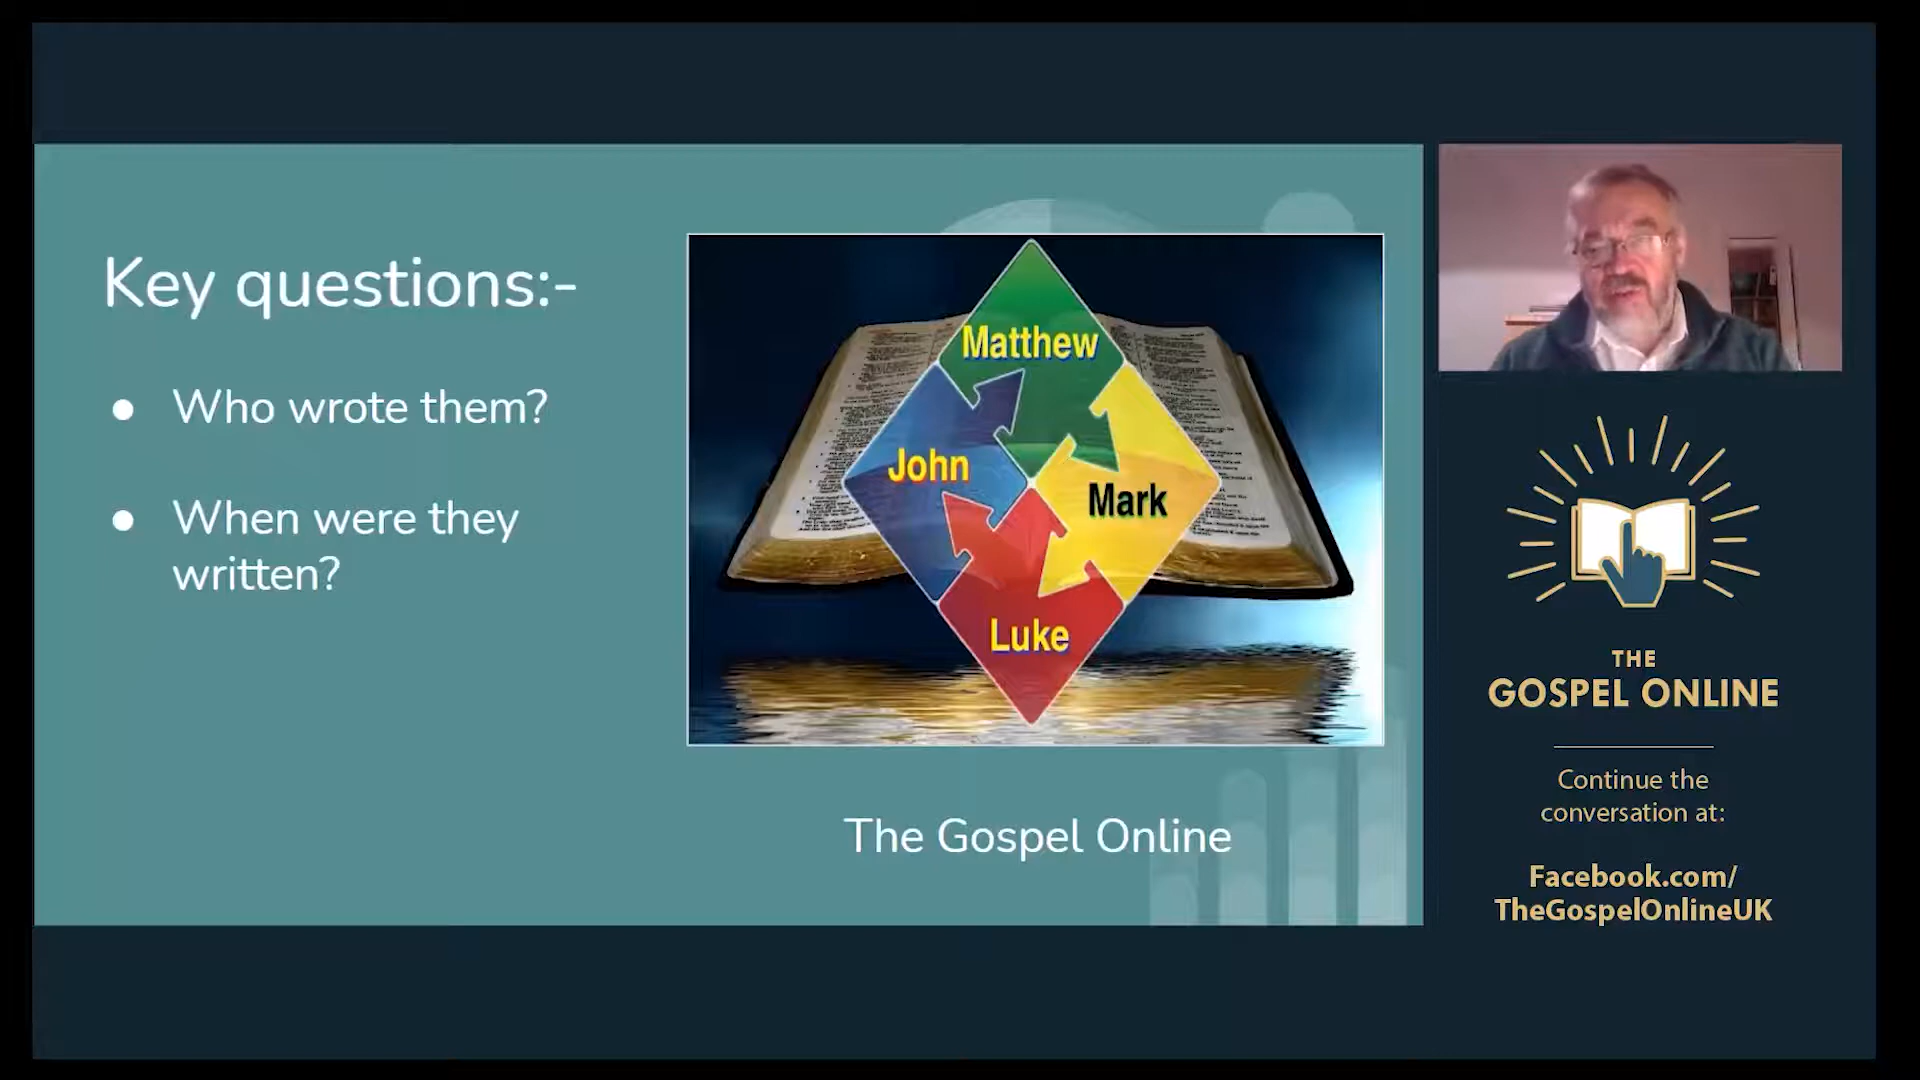 Key questions:-
● Who wrote them?
● When were they
written?
Matthew
John
Mark
Luke
The Gospel Online
THE
GOSPEL ONLINE
Continue the
conversation at:
Facebook.com/
TheGospelOnlineUK